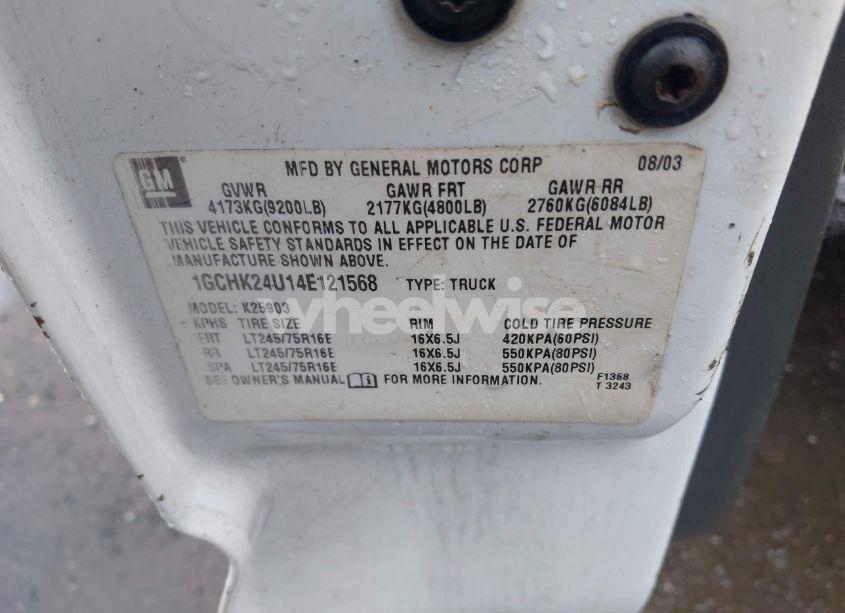 GM
MFD BY GENERAL MOTORS CORP 08/03
GVWR GAWR FRT GAWR RR
4173KG(9200LB) 2177KG(4800LB) 2760KG(6084LB)
THIS VEHICLE CONFORMS TO ALL APPLICABLE U.S. FEDERAL MOTOR
VEHICLE SAFETY STANDARDS IN EFFECT ON THE DATE OF
MANUFACTURE SHOWN ABOVE.
1GCHK24U14E121568 TYPE: TRUCK
wheelwise
MODEL: K25903
KPHS TIRE SIZE RIM COLD TIRE PRESSURE
FRT LT245/75R16E 16X6.5J 420KPA(60PSI)
RR LT245/75R16E 16X6.5J 550KPA(80PSI)
SPA LT245/75R16E 16X6.5J 550KPA(80PSI)
SEE OWNER'S MANUAL FOR MORE INFORMATION.
F1368
T 3243